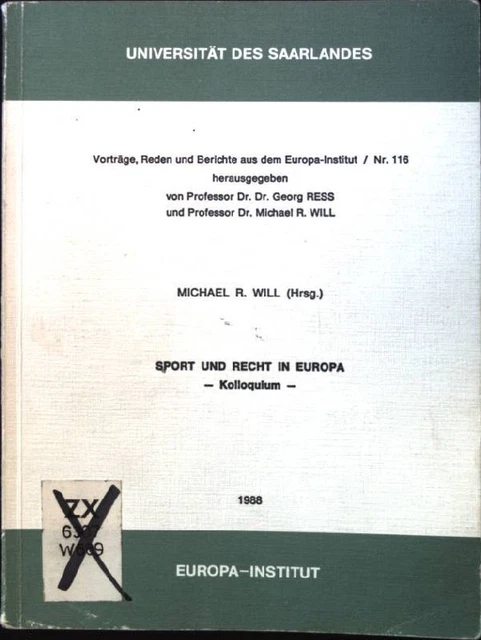 UNIVERSITÄT DES SAARLANDES
Vorträge, Reden und Berichte aus dem Europa-Institut / Nr. 116
herausgegeben
von Professor Dr. Dr. Georg RESS
und Professor Dr. Michael R. WILL
MICHAEL R. WILL (Hrsg.)
SPORT UND RECHT IN EUROPA
– Kolloquium –
1988
ZX
EUROPA–INSTITUT